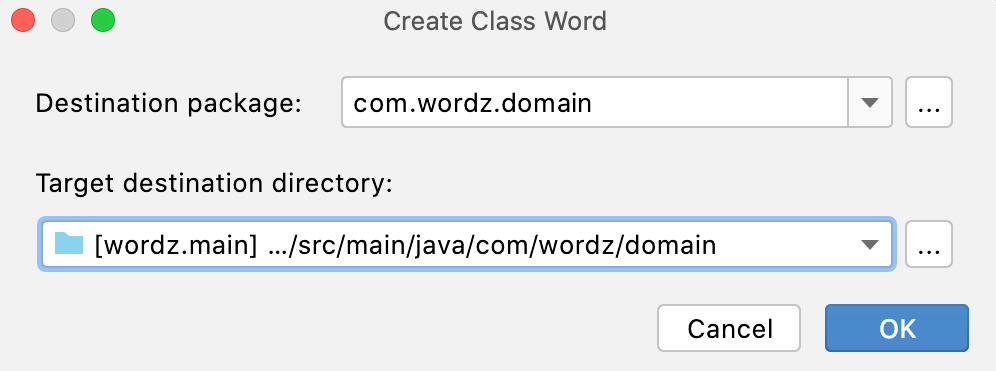 Create Class Word
Destination package: com.wordz.domain ...
Target destination directory:
[wordz.main] .../src/main/java/com/wordz/domain ...
Cancel OK